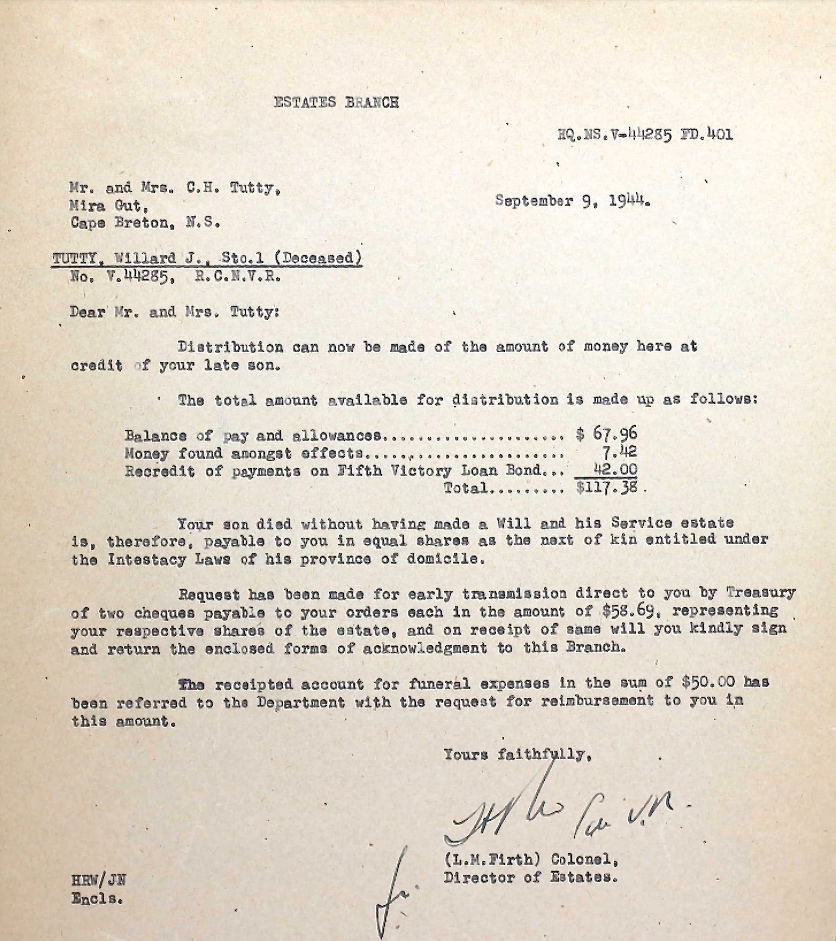 ESTATES BRANCH
HQ.NS.V-44285 FD.401
Mr. and Mrs. C.H. Tutty,
Mira Gut,
Cape Breton, N.S.
September 9, 1944.
TUTTY, Willard J., Sto.1 (Deceased)
No. V.44285, R.C.N.V.R.
Dear Mr. and Mrs. Tutty:
Distribution can now be made of the amount of money here at
credit of your late son.
The total amount available for distribution is made up as follows:
Balance of pay and allowances..................... $ 67.96
Money found amongst effects....................... 7.42
Recredit of payments on Fifth Victory Loan Bond... 42.00
Total......... $117.38.
Your son died without having made a Will and his Service estate
is, therefore, payable to you in equal shares as the next of kin entitled under
the Intestacy Laws of his province of domicile.
Request has been made for early transmission direct to you by Treasury
of two cheques payable to your orders each in the amount of $58.69, representing
your respective shares of the estate, and on receipt of same will you kindly sign
and return the enclosed forms of acknowledgment to this Branch.
The receipted account for funeral expenses in the sum of $50.00 has
been referred to the Department with the request for reimbursement to you in
this amount.
Yours faithfully,
(L.M.Firth) Colonel,
Director of Estates.
HRW/JN
Encls.